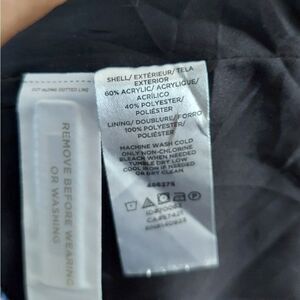 CUT ALONG DOTTED LINE
REMOVE BEFORE WEARING
OR WASHING
SHELL/ EXTÉRIEUR/ TELA
EXTERIOR
60% ACRYLIC/ ACRYLIQUE/
ACRÍLICO
40% POLYESTER/
POLIÉSTER
LINING/ DOUBLURE/ FORRO
100% POLYESTER/
POLIÉSTER
MACHINE WASH COLD
ONLY NON-CHLORINE
BLEACH WHEN NEEDED
TUMBLE DRY LOW
COOL IRON IF NEEDED
OR DRY CLEAN